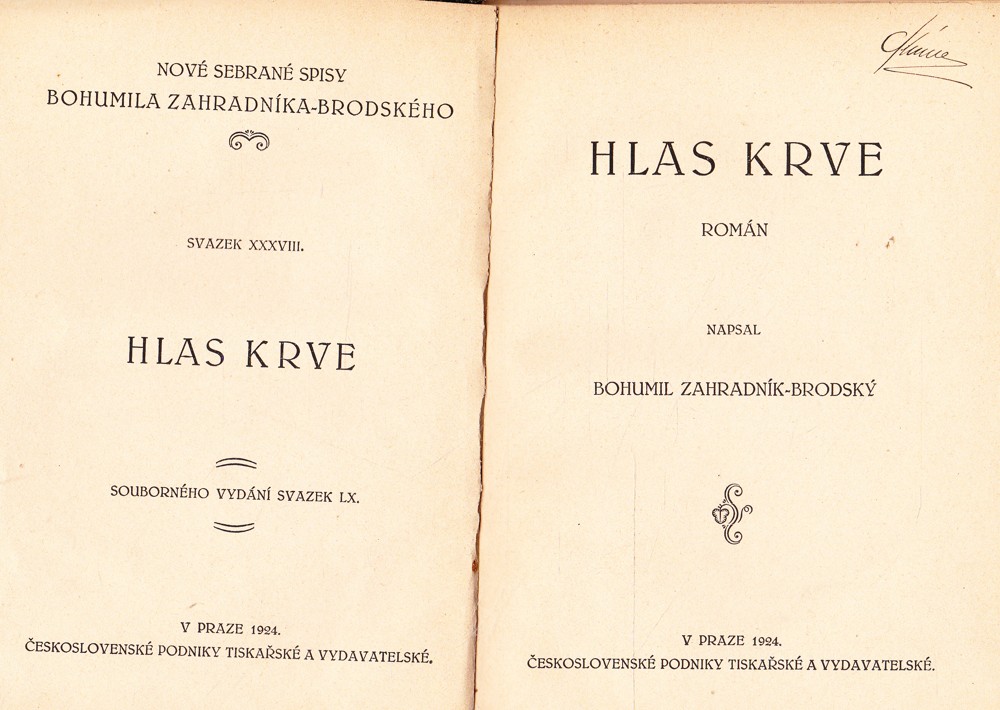 NOVÉ SEBRANÉ SPISY
BOHUMILA ZAHRADNÍKA-BRODSKÉHO
SVAZEK XXXVIII.
HLAS KRVE
SOUBORNÉHO VYDÁNÍ SVAZEK LX.
V PRAZE 1924.
ČESKOSLOVENSKÉ PODNIKY TISKAŘSKÉ A VYDAVATELSKÉ.
HLAS KRVE
ROMÁN
NAPSAL
BOHUMIL ZAHRADNÍK-BRODSKÝ
V PRAZE 1924.
ČESKOSLOVENSKÉ PODNIKY TISKAŘSKÉ A VYDAVATELSKÉ.